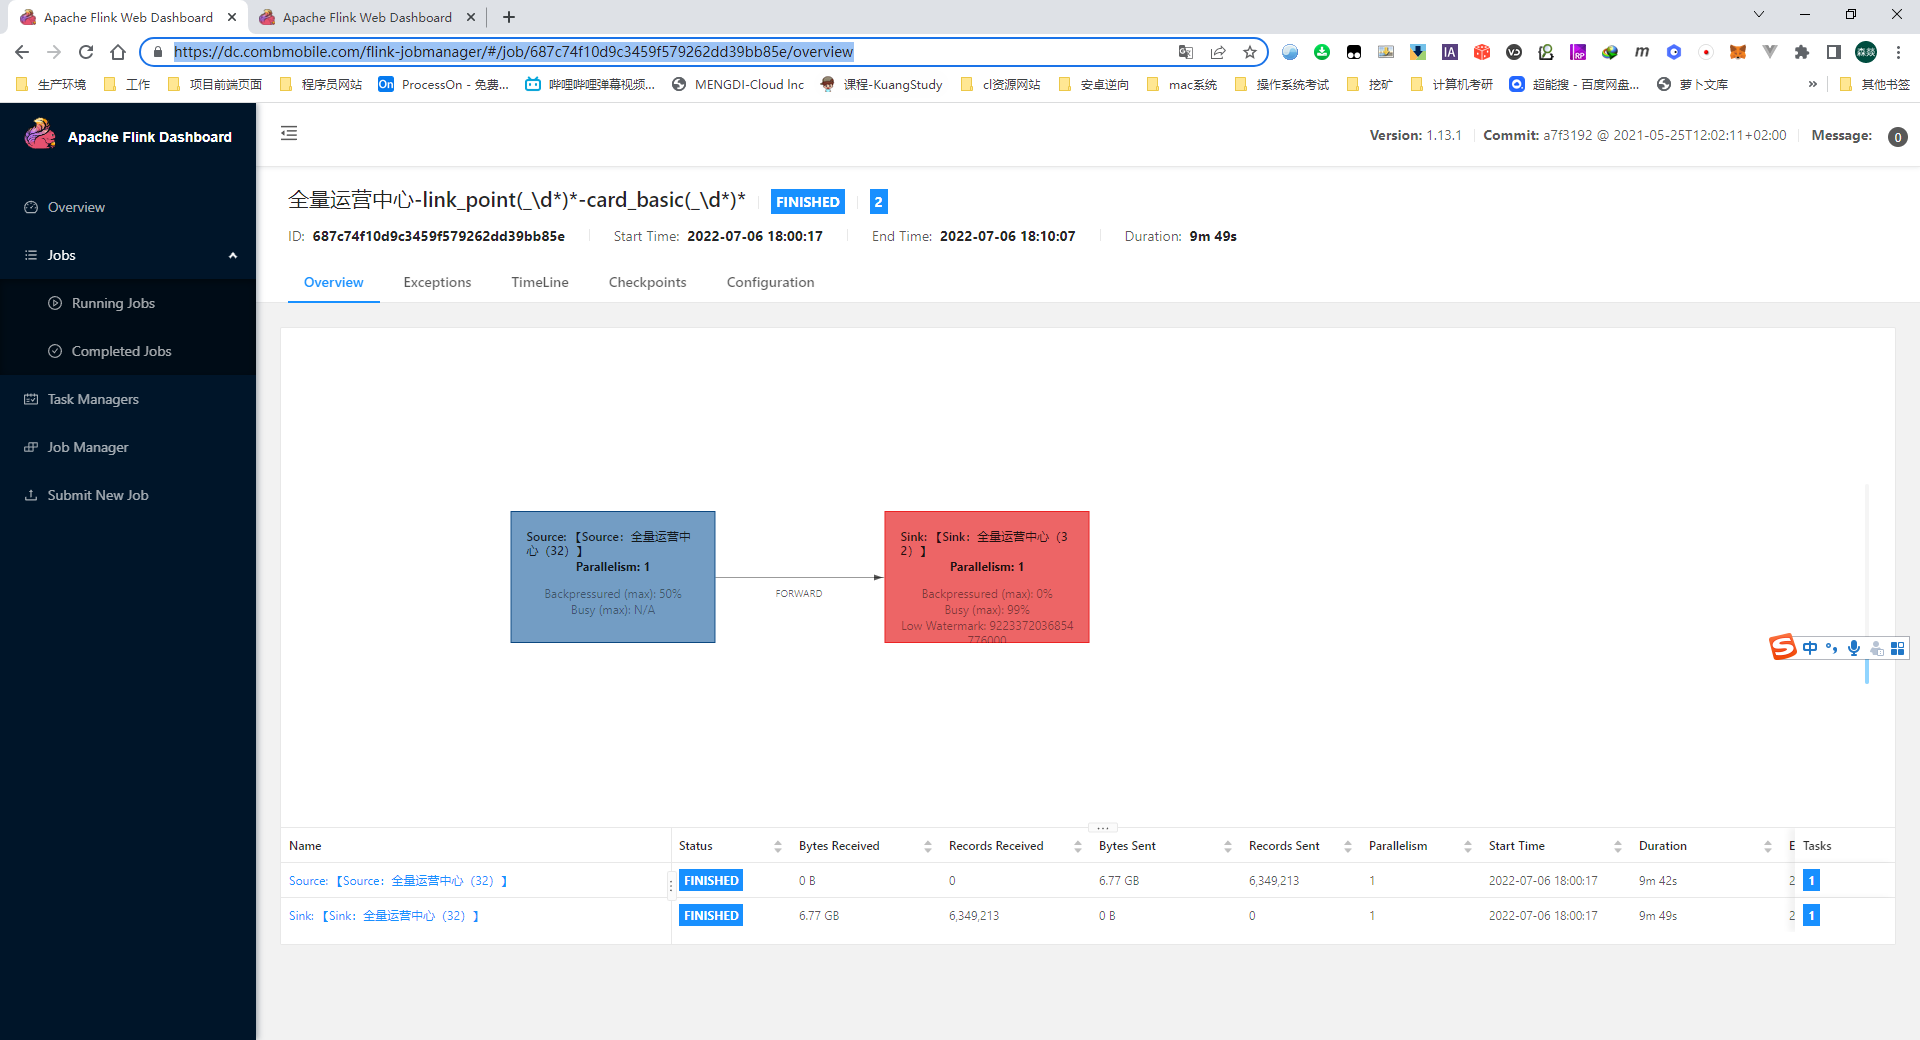 Apache Flink Web Dashboard
Apache Flink Web Dashboard
https://dc.combmobile.com/flink-jobmanager/#/job/687c74f10d9c3459f579262dd39bb85e/overview
生产环境 工作 项目前端页面 程序员网站 On ProcessOn - 免费... 哔哩哔哩弹幕视频... MENGDI-Cloud Inc 课程-KuangStudy cl资源网站 安卓逆向 mac系统 操作系统考试 挖矿 计算机考研 超能搜 - 百度网盘... 萝卜文库 » 其他书签
Apache Flink Dashboard
Version: 1.13.1 Commit: a7f3192 @ 2021-05-25T12:02:11+02:00 Message: 0
Overview
Jobs
Running Jobs
Completed Jobs
Task Managers
Job Manager
Submit New Job
全量运营中心-link_point(_\d*)*-card_basic(_\d*)* FINISHED 2
ID: 687c74f10d9c3459f579262dd39bb85e Start Time: 2022-07-06 18:00:17 End Time: 2022-07-06 18:10:07 Duration: 9m 49s
Overview Exceptions TimeLine Checkpoints Configuration
Source: 【Source：全量运营中
心（32）】
Parallelism: 1
Backpressured (max): 50%
Busy (max): N/A
FORWARD
Sink: 【Sink：全量运营中心（3
2）】
Parallelism: 1
Backpressured (max): 0%
Busy (max): 99%
Low Watermark: 9223372036854
776000
中
Name Status Bytes Received Records Received Bytes Sent Records Sent Parallelism Start Time Duration E Tasks
Source: 【Source：全量运营中心（32）】 FINISHED 0 B 0 6.77 GB 6,349,213 1 2022-07-06 18:00:17 9m 42s 2 1
Sink: 【Sink：全量运营中心（32）】 FINISHED 6.77 GB 6,349,213 0 B 0 1 2022-07-06 18:00:17 9m 49s 2 1